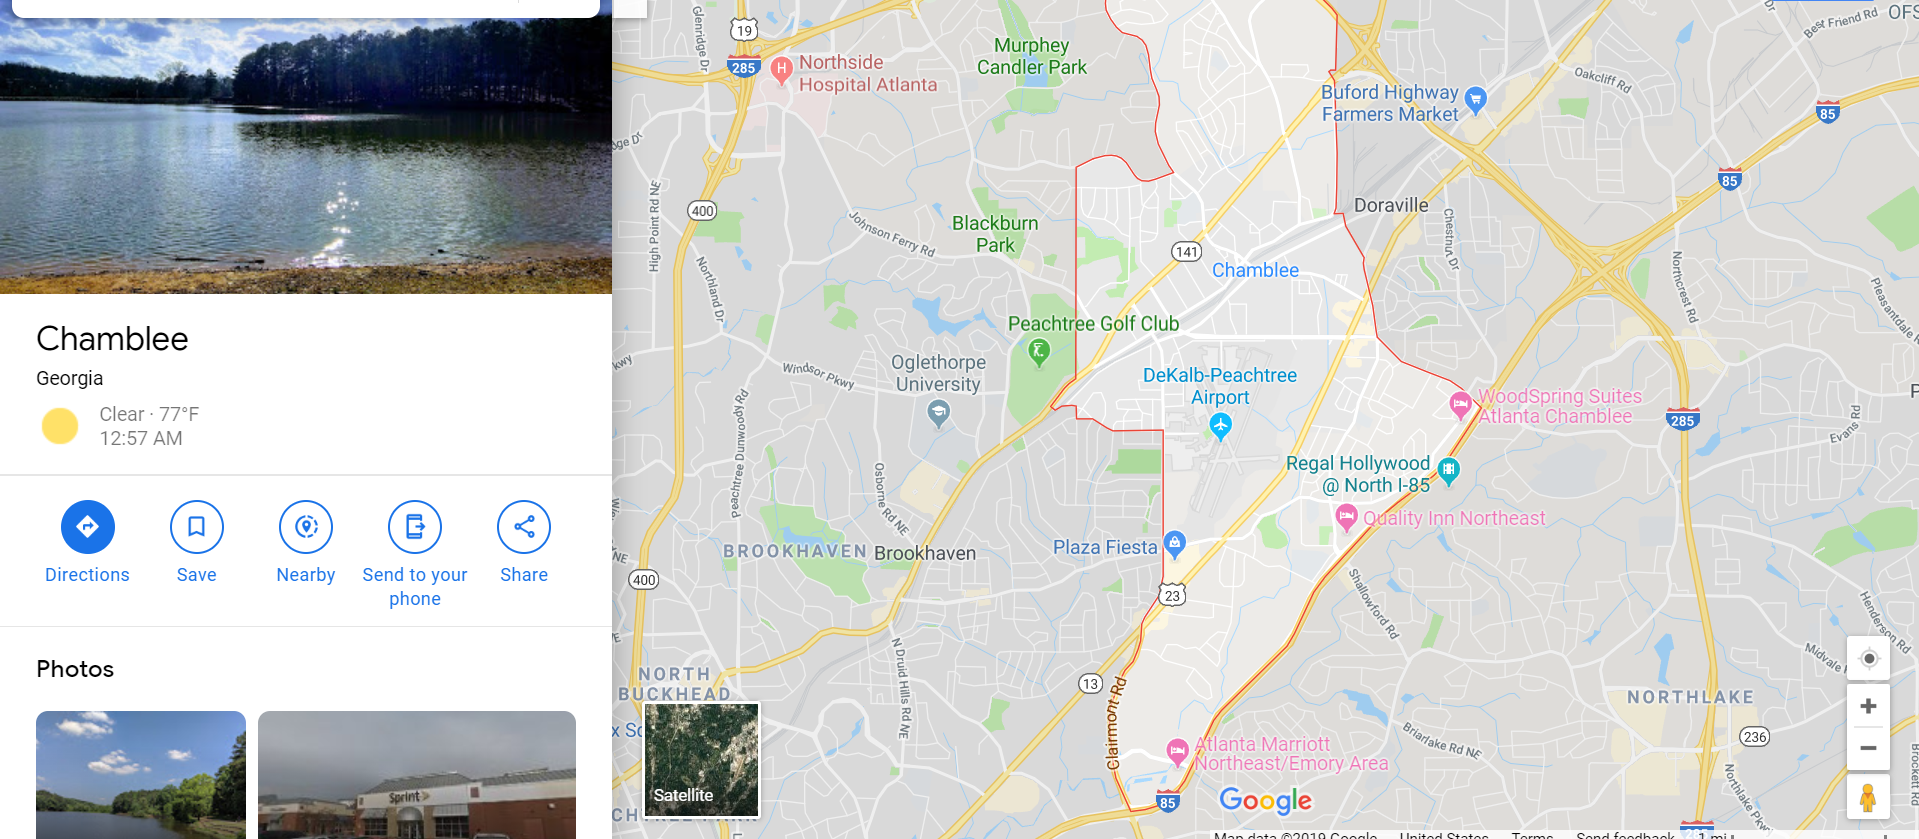 Chamblee
Georgia
Clear · 77°F
12:57 AM
Directions
Save
Nearby
Send to your
phone
Share
Photos
Sprint
19
285
Glenridge Dr
Northside
Hospital Atlanta
Murphey
Candler Park
Buford Highway
Farmers Market
Oakcliff Rd
Best Friend Rd
85
85
400
High Point Rd NE
Johnson Ferry Rd
Blackburn
Park
Doraville
Chestnut Dr
141
Chamblee
Northland Dr
Northcrest Rd
Peachtree Golf Club
Oglethorpe
University
Windsor Pkwy
DeKalb-Peachtree
Airport
WoodSpring Suites
Atlanta Chamblee
285
Evans Rd
Peachtree Dunwoody Rd
Osborne Rd NE
Regal Hollywood
@ North I-85
Quality Inn Northeast
BROOKHAVEN
Brookhaven
Plaza Fiesta
400
23
Shallowford Rd
Henderson Rd
N Druid Hills Rd NE
NORTH
BUCKHEAD
13
Clairmont Rd
NORTHLAKE
236
Briarlake Rd NE
Atlanta Marriott
Northeast/Emory Area
Northlake Pkwy
Brockett Rd
Satellite
85
Google
Map data ©2019 Google
United States
Terms
Send feedback
1 mi